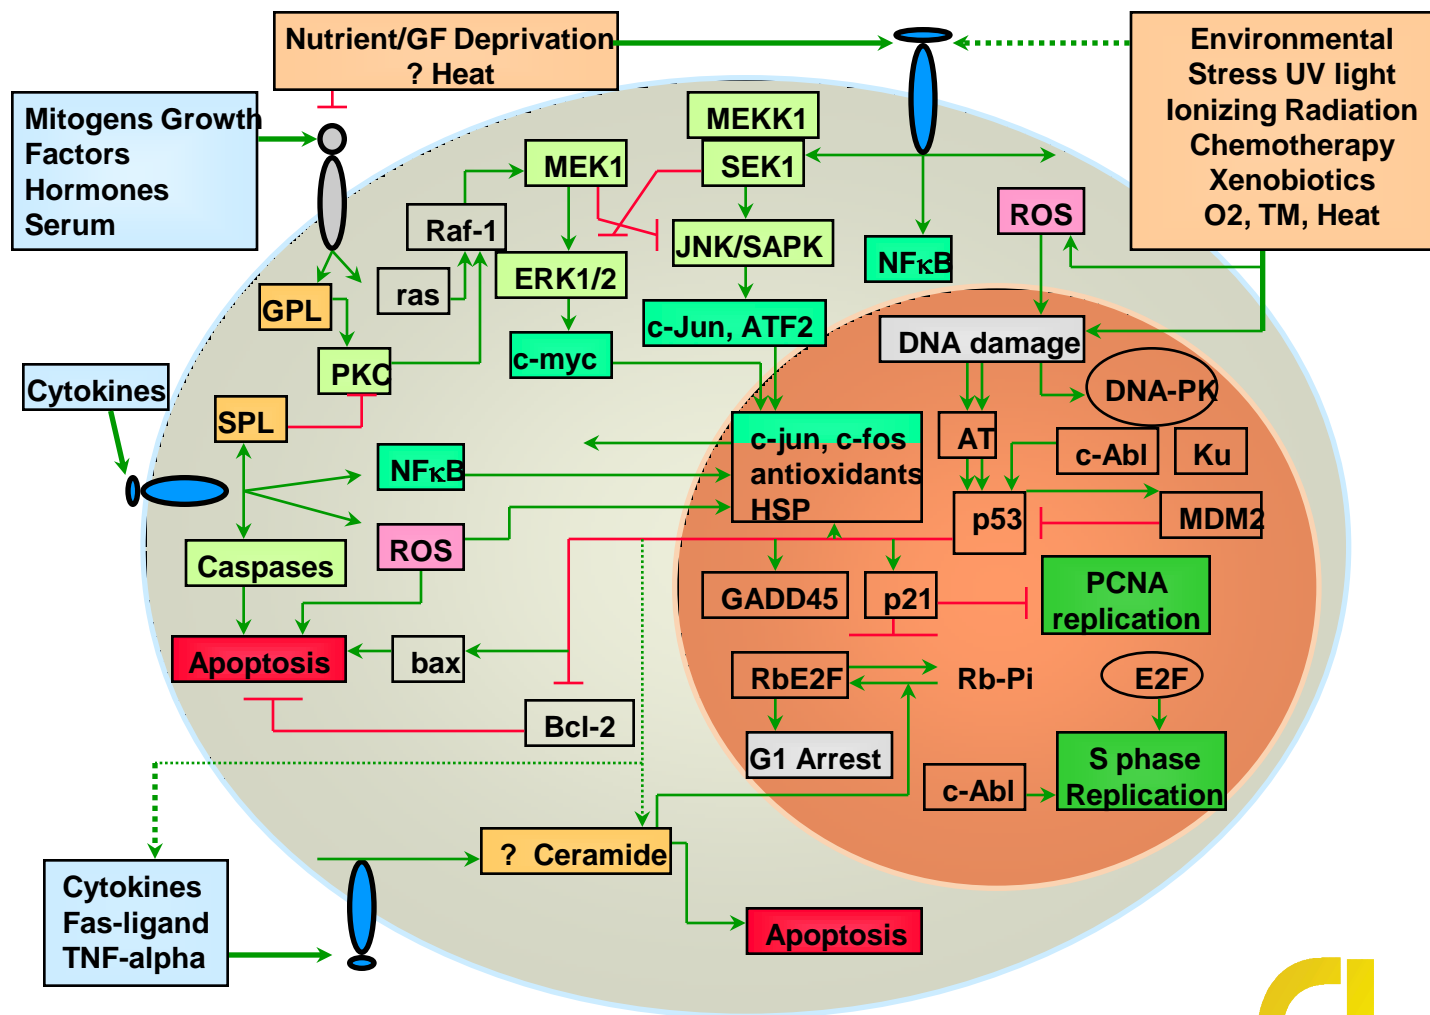 Nutrient/GF Deprivation
? Heat
Environmental
Stress UV light
Ionizing Radiation
Chemotherapy
Xenobiotics
O2, TM, Heat
Mitogens Growth
Factors
Hormones
Serum
MEKK1
SEK1
MEK1
Raf-1
ROS
JNK/SAPK
NFκB
ERK1/2
ras
GPL
c-Jun, ATF2
c-myc
DNA damage
PKC
Cytokines
DNA-PK
SPL
c-jun, c-fos
antioxidants
HSP
AT
c-Abl
Ku
NFκB
p53
MDM2
ROS
Caspases
GADD45
p21
PCNA
replication
Apoptosis
bax
RbE2F
Rb-Pi
E2F
Bcl-2
G1 Arrest
S phase
Replication
c-Abl
? Ceramide
Cytokines
Fas-ligand
TNF-alpha
Apoptosis